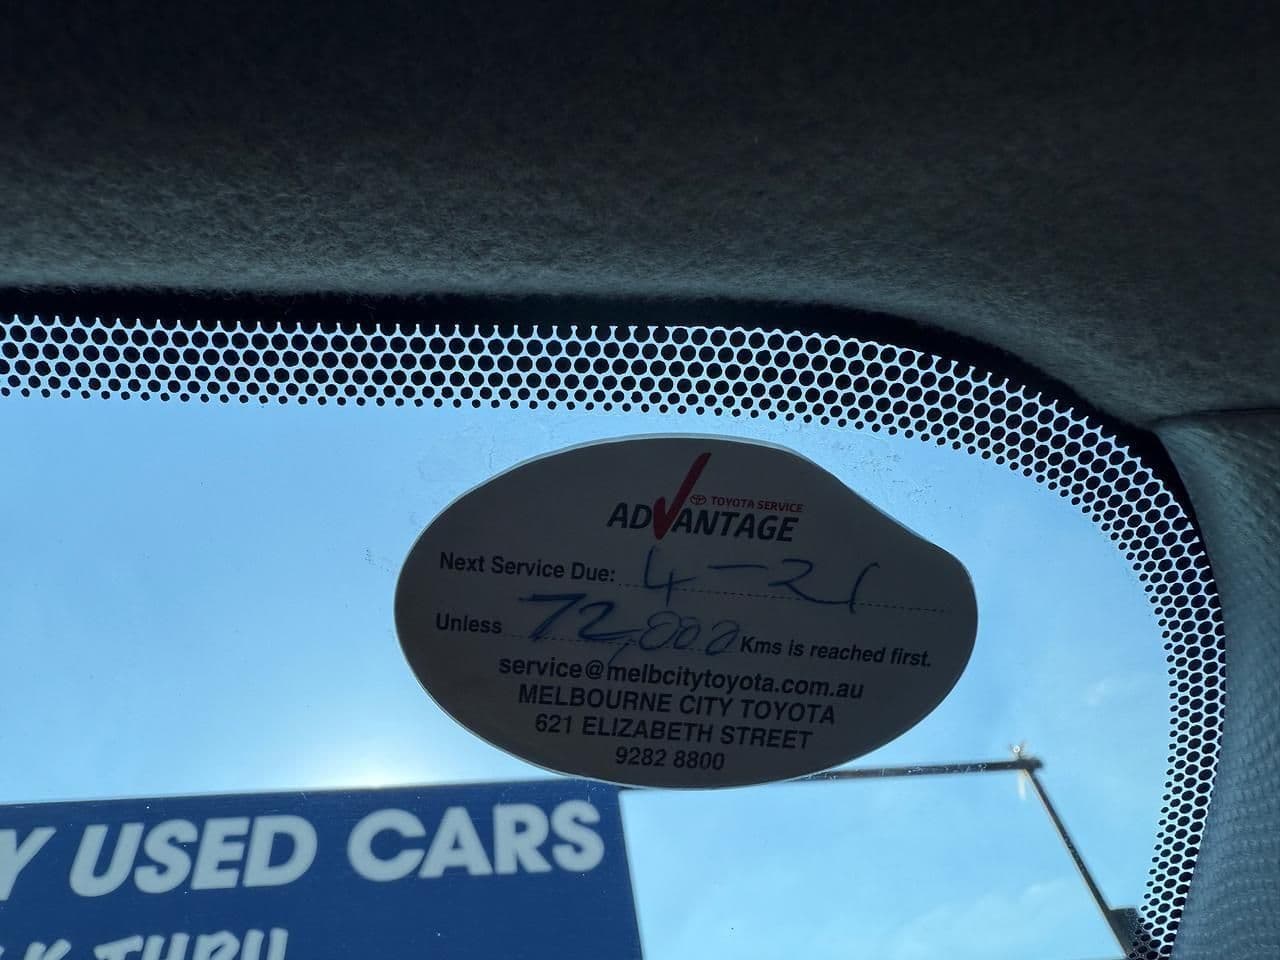 TOYOTA SERVICE
ADVANTAGE
Next Service Due: 4-21
Unless 72,000 Kms is reached first.
service@melbcitytoyota.com.au
MELBOURNE CITY TOYOTA
621 ELIZABETH STREET
9282 8800
Y USED CARS
K THRU